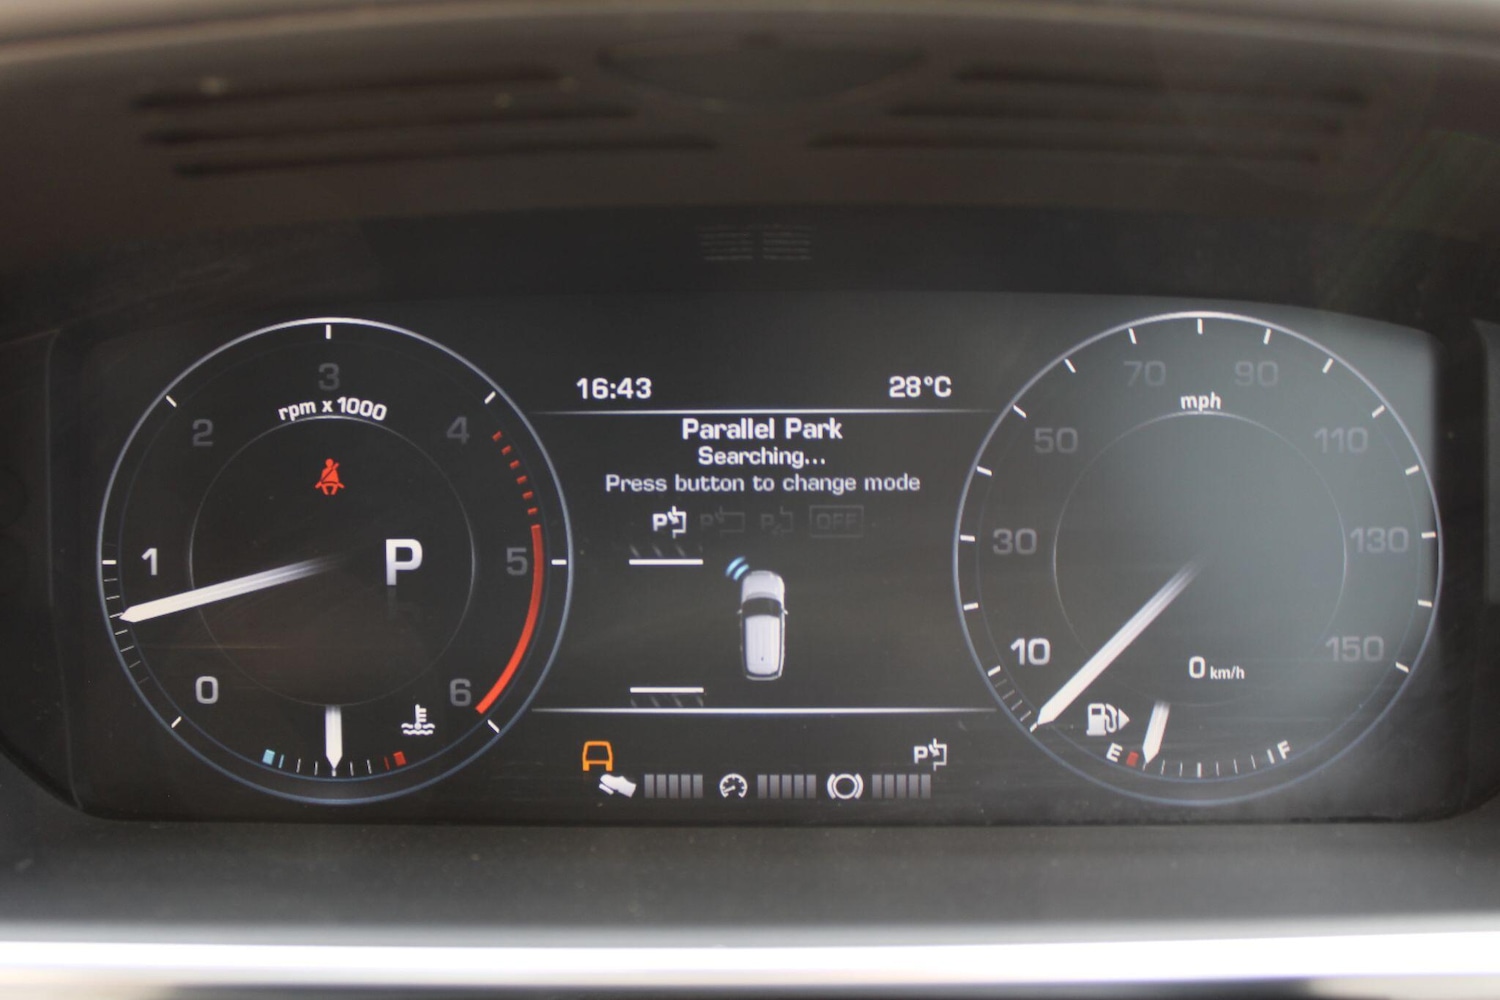 16:43
28°C
Parallel Park
Searching...
Press button to change mode
P P P OFF
rpm x 1000
0
1
2
3
4
5
6
P
mph
10
30
50
70
90
110
130
150
0 km/h
E
F
P